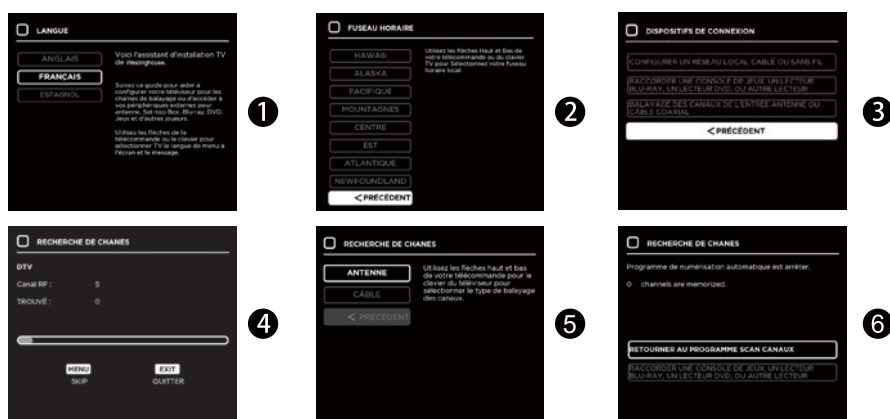 LANGUE
ANGLAIS
FRANÇAIS
ESPAGNOL
Voici l'assistant d'installation TV
de Westinghouse.
Suivez ce guide pour aider à
configurer votre téléviseur pour les
chaînes de balayage ou d'accéder à
vos périphériques externes pour
antenne, Set-top Box, Blu-ray, DVD,
Jeux et d'autres joueurs.
Utilisez les flèches de la
télécommande ou le clavier pour
sélectionner TV la langue de menu à
l'écran et le message.
1
FUSEAU HORAIRE
HAWAII
ALASKA
PACIFIQUE
MOUNTAGNES
CENTRE
EST
ATLANTIQUE
NEWFOUNDLAND
< PRÉCÉDENT
Utilisez les flèches Haut et Bas de
votre télécommande ou du clavier
TV pour Sélectionnez votre fuseau
horaire local.
2
DISPOSITIFS DE CONNEXION
CONFIGURER UN RÉSEAU LOCAL CÂBLÉ OU SANS FIL
RACCORDER UNE CONSOLE DE JEUX, UN LECTEUR
BLU-RAY, UN LECTEUR DVD, OU AUTRE LECTEUR
BALAYAGE DES CANAUX DE L'ENTRÉE ANTENNE OU
CÂBLE COAXIAL
< PRÉCÉDENT
3
RECHERCHE DE CHANES
DTV
Canal RF : 5
TROUVÉ : 0
MENU EXIT
SKIP QUITTER
4
RECHERCHE DE CHANES
ANTENNE
CÂBLE
< PRÉCÉDENT
Utilisez les flèches haut et bas
de votre télécommande pour le
clavier du téléviseur pour
sélectionner le type de balayage
des canaux.
5
RECHERCHE DE CHANES
Programme de numérisation automatique est arrêter.
0 channels are memorized.
RETOURNER AU PROGRAMME SCAN CANAUX
RACCORDER UNE CONSOLE DE JEUX, UN LECTEUR
BLU-RAY, UN LECTEUR DVD, OU AUTRE LECTEUR
6